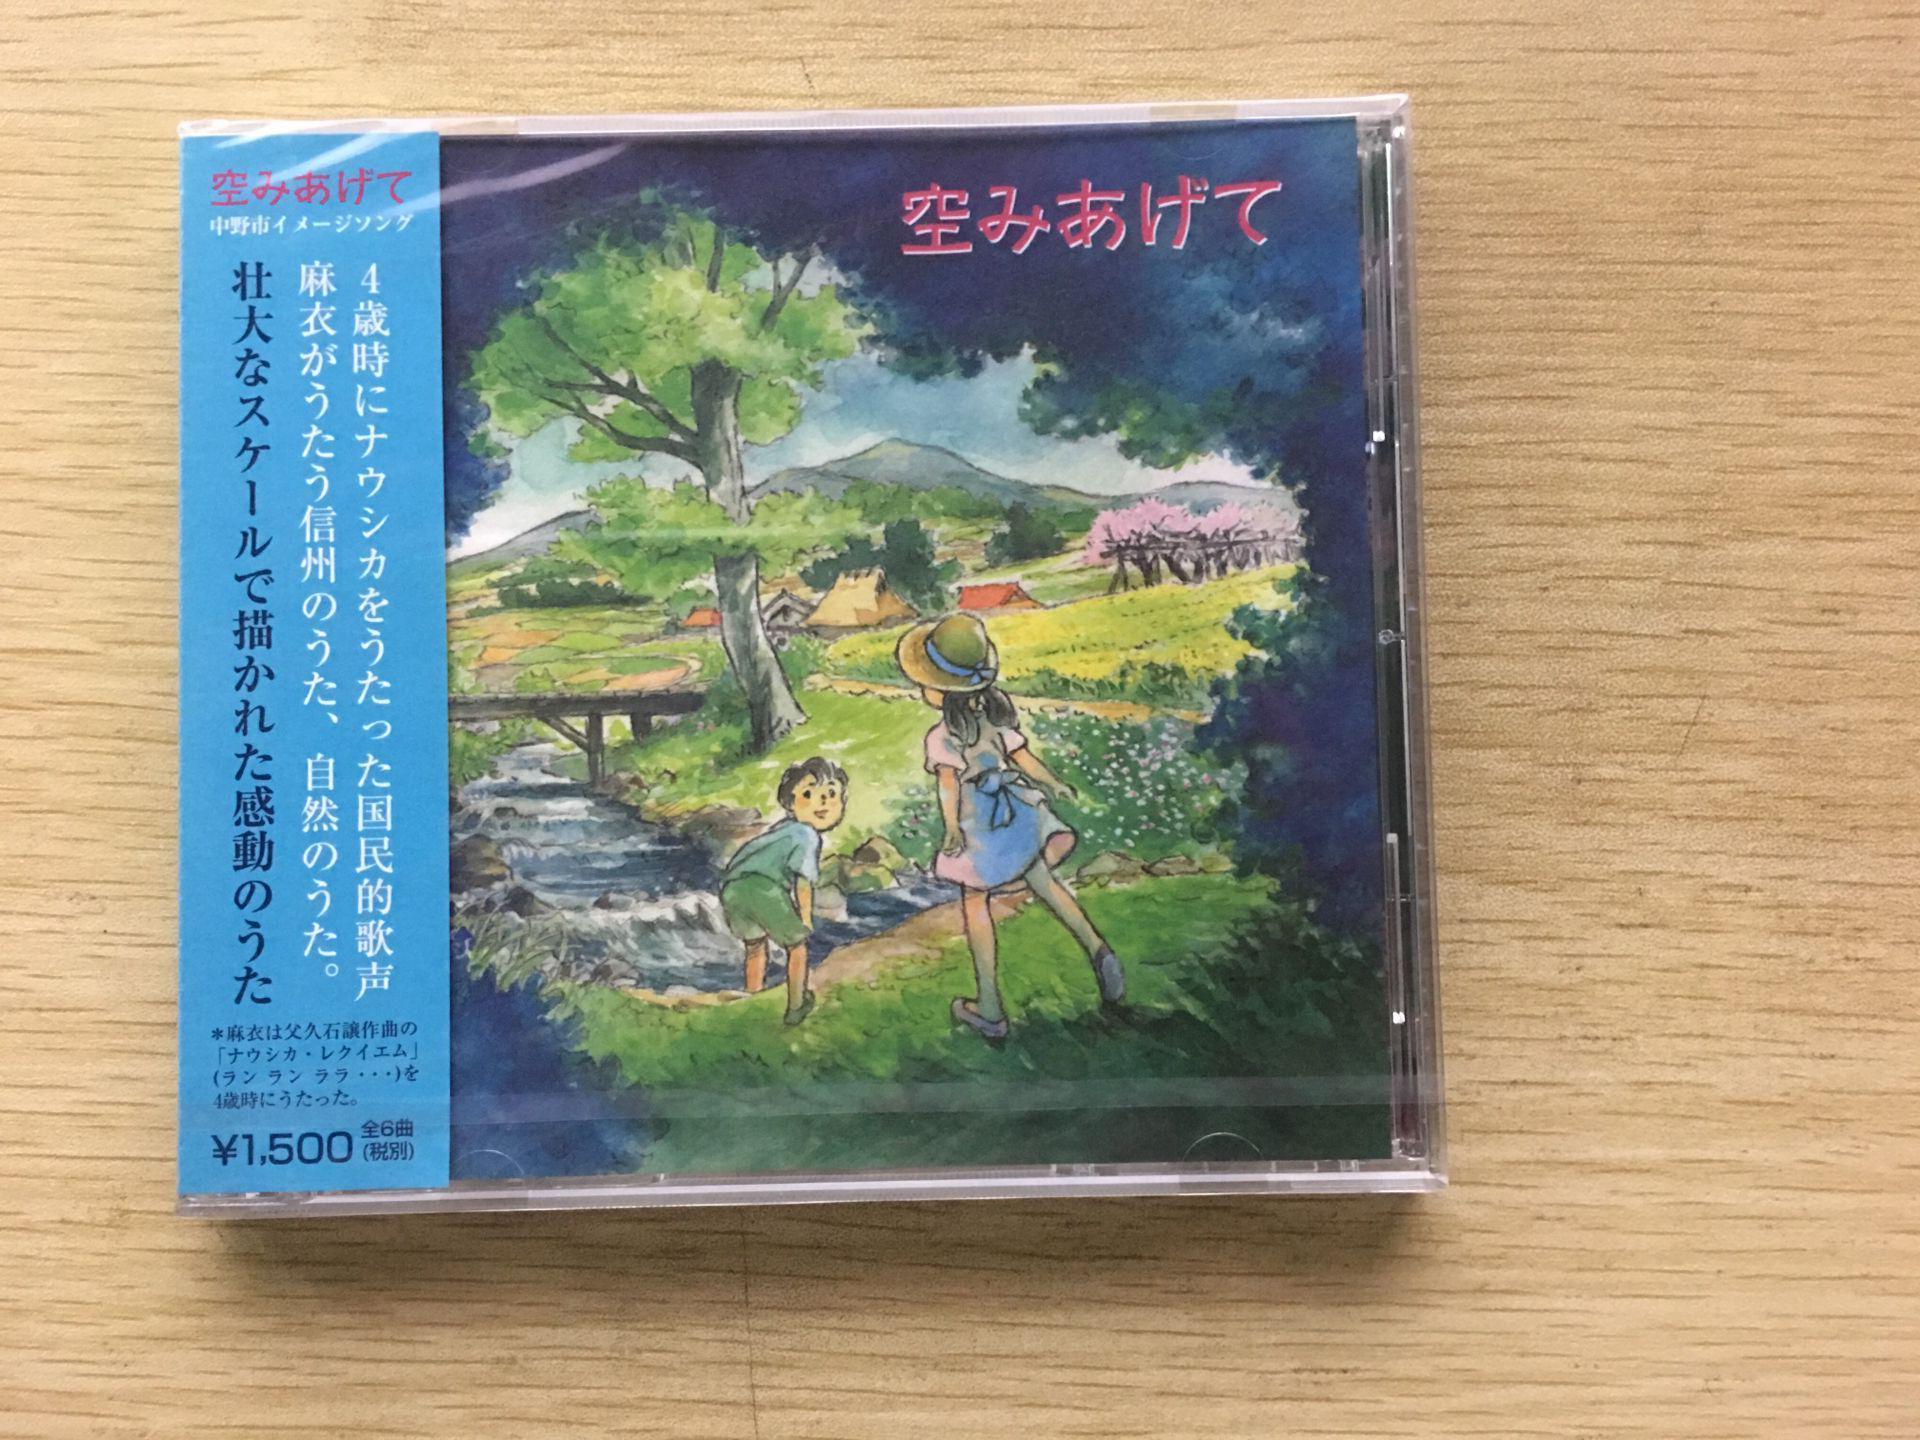 空みあげて
中野市イメージソング
4歳時にナウシカをうたった国民的歌声
麻衣がうたう信州のうた、自然のうた。
壮大なスケールで描かれた感動のうた
*麻衣は父久石譲作曲の
「ナウシカ・レクイエム」
(ラン ラン ララ・・・)を
4歳時にうたった。
¥1,500 全6曲
(税別)
空みあげて